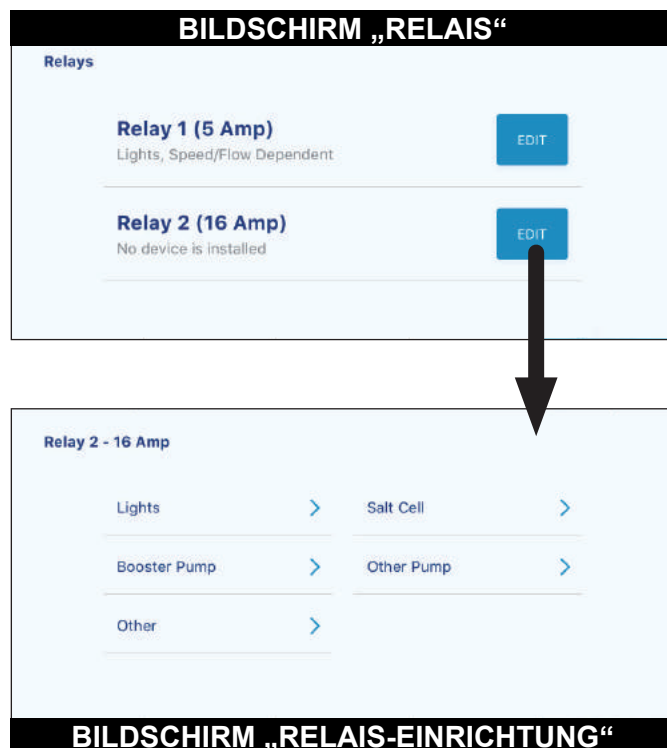 BILDSCHIRM „RELAIS“
Relays
Relay 1 (5 Amp)
Lights, Speed/Flow Dependent
EDIT
Relay 2 (16 Amp)
No device is installed
EDIT
Relay 2 - 16 Amp
Lights
Salt Cell
Booster Pump
Other Pump
Other
BILDSCHIRM „RELAIS-EINRICHTUNG“